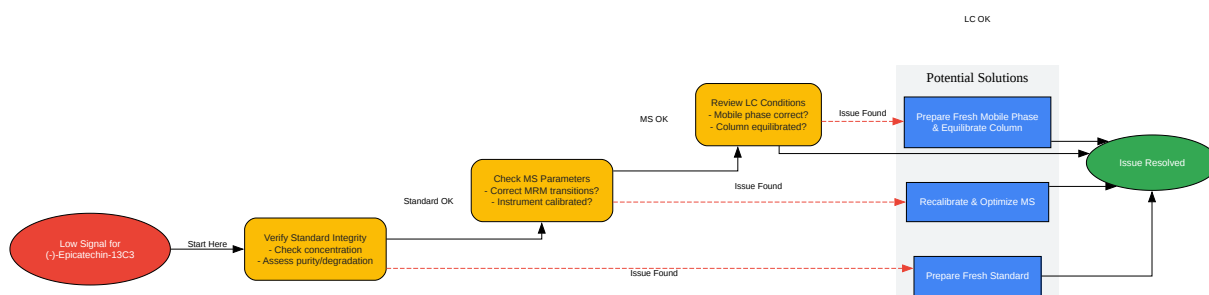 LC OK
Potential Solutions
Review LC Conditions
- Mobile phase correct?
- Column equilibrated?
Issue Found
Prepare Fresh Mobile Phase
& Equilibrate Column
MS OK
Issue Resolved
Check MS Parameters
- Correct MRM transitions?
- Instrument calibrated?
Issue Found
Recalibrate & Optimize MS
Standard OK
Low Signal for
(-)-Epicatechin-13C3
Start Here
Verify Standard Integrity
- Check concentration
- Assess purity/degradation
Issue Found
Prepare Fresh Standard